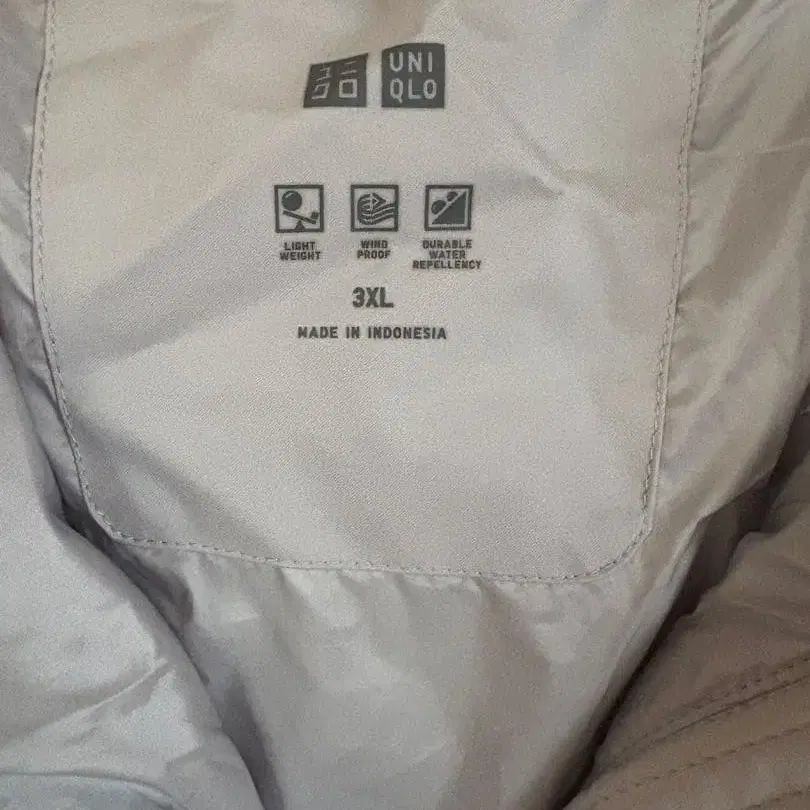 ユニ
クロ
UNI
QLO
LIGHT
WEIGHT
WIND
PROOF
DURABLE
WATER
REPELLENCY
3XL
MADE IN INDONESIA